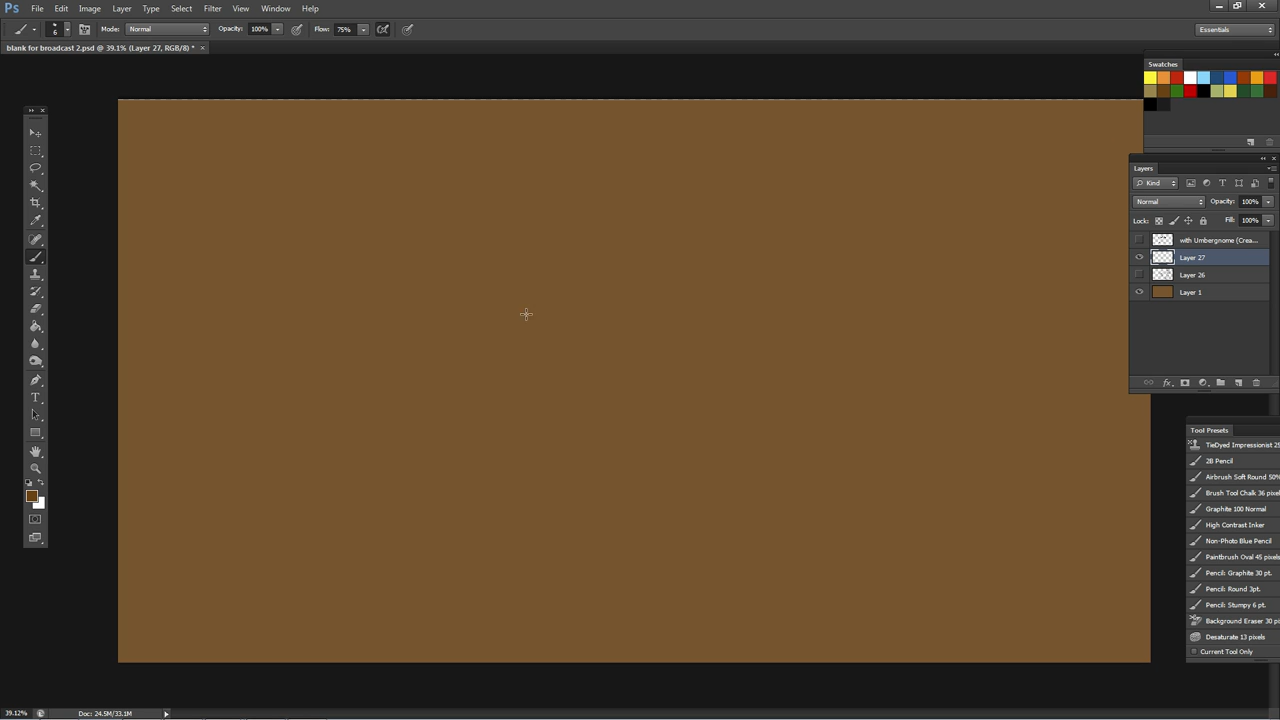 Ps File Edit Image Layer Type Select Filter View Window Help
6 Mode: Normal Opacity: 100% Flow: 75% Essentials
blank for broadcast 2.psd @ 39.1% (Layer 27, RGB/8) *
Swatches
Layers
Kind
Normal Opacity: 100%
Lock: Fill: 100%
with Umbergnome (Crea...
Layer 27
Layer 26
Layer 1
Tool Presets
TieDyed Impressionist 25
2B Pencil
Airbrush Soft Round 50%
Brush Tool Chalk 36 pixel
Graphite 100 Normal
High Contrast Inker
Non-Photo Blue Pencil
Paintbrush Oval 45 pixels
Pencil: Graphite 30 pt.
Pencil: Round 3pt.
Pencil: Stumpy 6 pt.
Background Eraser 30 pi
Desaturate 13 pixels
Current Tool Only
39.12% Doc: 24.5M/33.1M